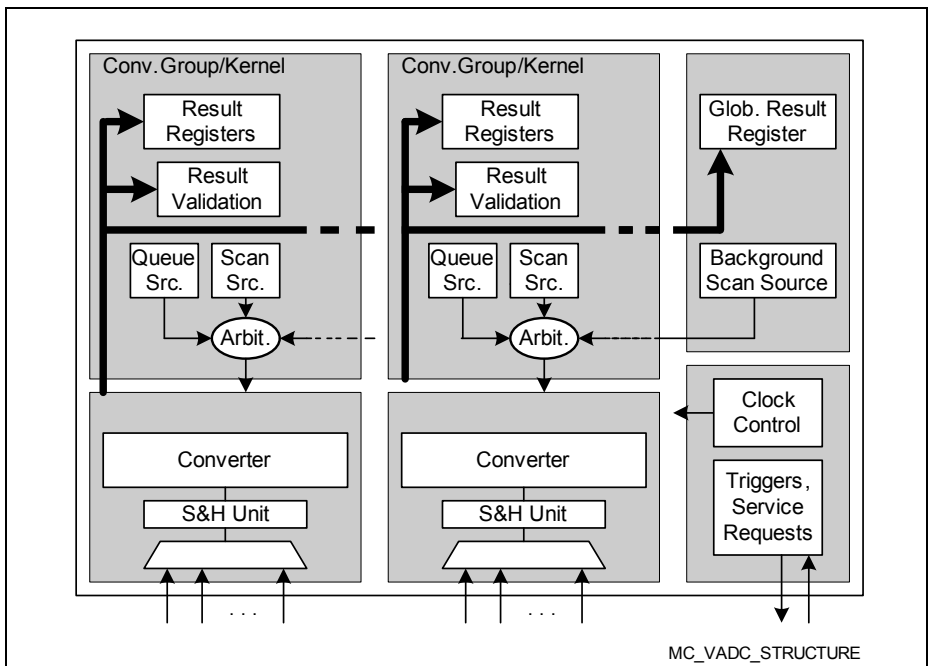 Conv.Group/Kernel
Result
Registers
Result
Validation
Queue
Src.
Scan
Src.
Arbit.
Converter
S&H Unit
. . .
Conv.Group/Kernel
Result
Registers
Result
Validation
Queue
Src.
Scan
Src.
Arbit.
Converter
S&H Unit
. . .
Glob. Result
Register
Background
Scan Source
Clock
Control
Triggers,
Service
Requests
MC_VADC_STRUCTURE